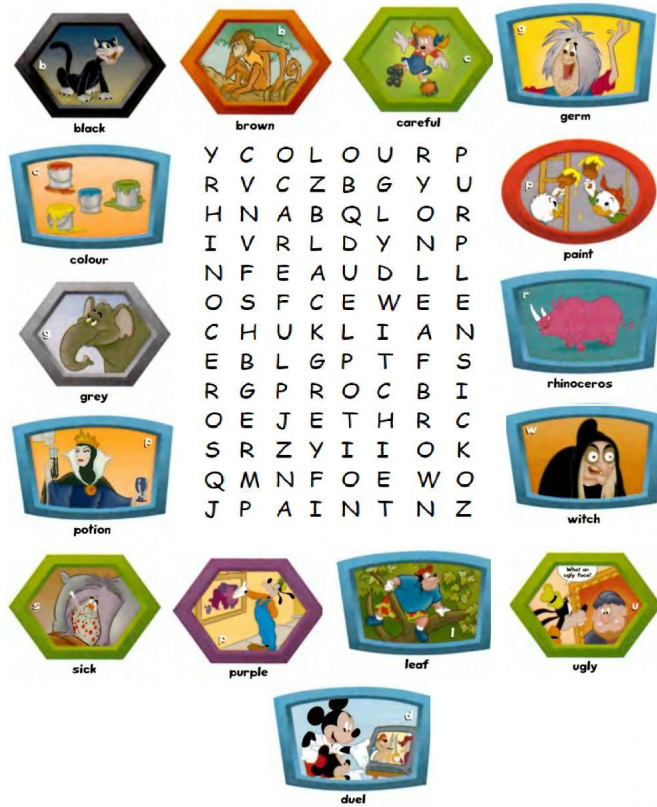 b
b
c
g
black
brown
careful
germ
c
p
colour
paint
Y C O L O U R P
R V C Z B G Y U
H N A B Q L O R
I V R L D Y N P
N F E A U D L L
O S F C E W E E
C H U K L I A N
E B L G P T F S
R G P R O C B I
O E J E T H R C
S R Z Y I I O K
Q M N F O E W O
J P A I N T N Z
g
r
grey
rhinoceros
p
w
potion
witch
s
p
l
What an
ugly face!
u
sick
purple
leaf
ugly
d
duel